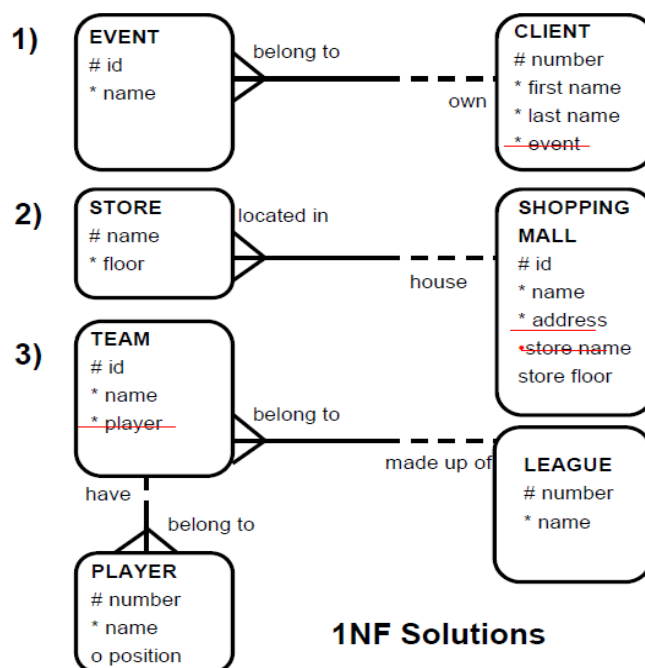 1)
EVENT
# id
* name
belong to
own
CLIENT
# number
* first name
* last name
* event
2)
STORE
# name
* floor
located in
house
SHOPPING
MALL
# id
* name
* address
•store name
store floor
3)
TEAM
# id
* name
* player
belong to
made up of
LEAGUE
# number
* name
have
belong to
PLAYER
# number
* name
o position
1NF Solutions